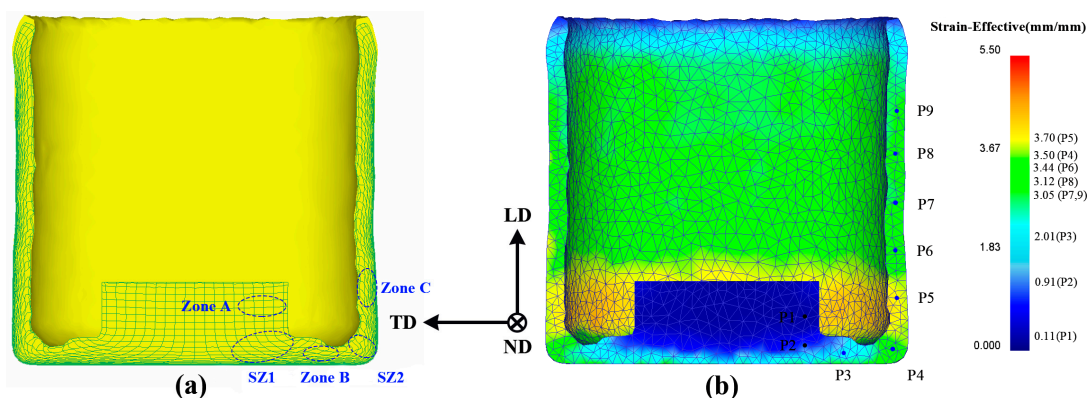 Strain-Effective(mm/mm)
5.50
P9
3.70 (P5)
3.67
3.50 (P4)
P8
3.44 (P6)
3.12 (P8)
3.05 (P7,9)
LD
P7
2.01(P3)
1.83
P6
Zone C
0.91(P2)
Zone A
P5
TD
P1
ND
P2
0.000
0.11(P1)
SZ1
Zone B
SZ2
P3
P4
(a)
(b)